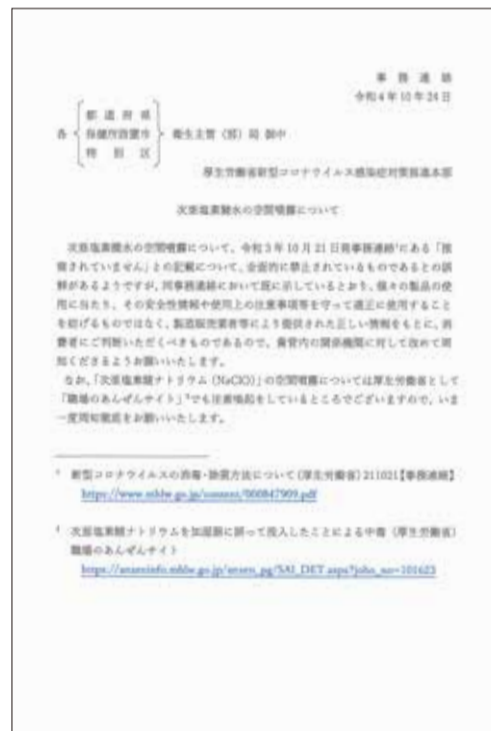 事 務 連 絡
令和4年10月24日
各
都 道 府 県
保健所設置市
特 別 区
衛生主管(部)局 御中
厚生労働省新型コロナウイルス感染症対策推進本部
次亜塩素酸水の空間噴霧について
次亜塩素酸水の空間噴霧について、令和3年10月21日発事務連絡¹にある「推
奨されていません」との記載について、全面的に禁止されているものであるとの誤
解があるようですが、同事務連絡において既に示しているとおり、個々の製品の使
用に当たり、その安全性情報や使用上の注意事項等を守って適正に使用すること
を妨げるものではなく、製造販売業者等により提供された正しい情報をもとに、消
費者にご判断いただくべきものであるので、貴管内の関係機関に対して改めて周
知くださるようお願いいたします。
なお、「次亜塩素酸ナトリウム(NaClO)」の空間噴霧については厚生労働省として
「職場のあんぜんサイト」²でも注意喚起をしているところでございますので、いま
一度周知徹底をお願いいたします。
¹ 新型コロナウイルスの消毒・除菌方法について(厚生労働省)211021【事務連絡】
https://www.mhlw.go.jp/content/000847909.pdf
² 次亜塩素酸ナトリウムを加湿器に誤って投入したことによる中毒(厚生労働省)
職場のあんぜんサイト
https://anzeninfo.mhlw.go.jp/anzen_pg/SAI_DET.aspx?joho_no=101623